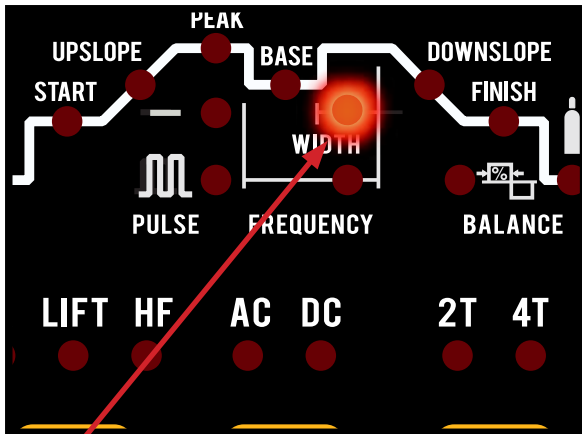 PEAK
UPSLOPE
BASE
DOWNSLOPE
START
FINISH
WIDTH
%
PULSE
FREQUENCY
BALANCE
LIFT HF AC DC 2T 4T